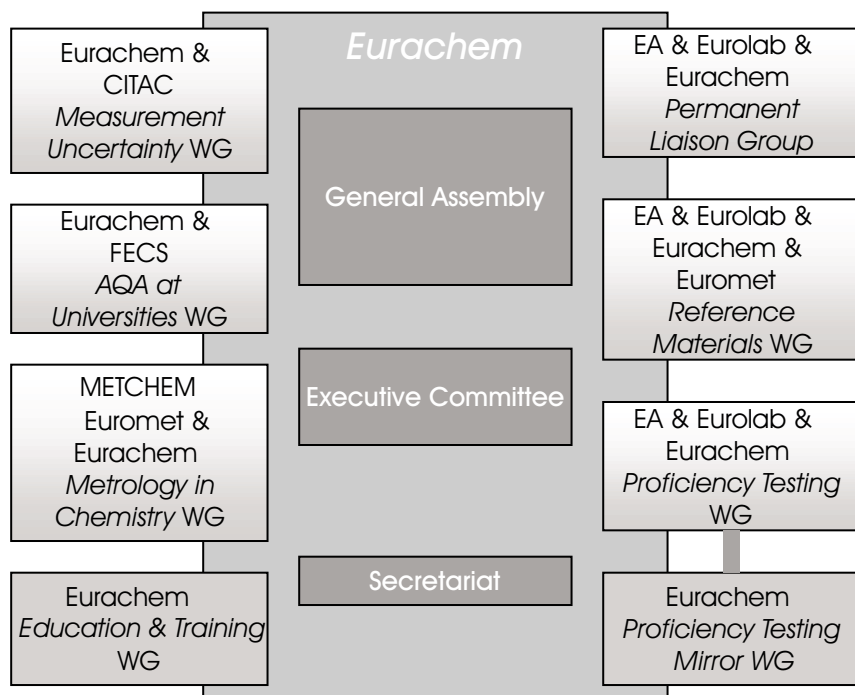 Eurachem
Eurachem &
CITAC
Measurement
Uncertainty WG
Eurachem &
FECS
AQA at
Universities WG
METCHEM
Euromet &
Eurachem
Metrology in
Chemistry WG
Eurachem
Education & Training
WG
General Assembly
Executive Committee
Secretariat
EA & Eurolab &
Eurachem
Permanent
Liaison Group
EA & Eurolab &
Eurachem &
Euromet
Reference
Materials WG
EA & Eurolab &
Eurachem
Proficiency Testing
WG
Eurachem
Proficiency Testing
Mirror WG